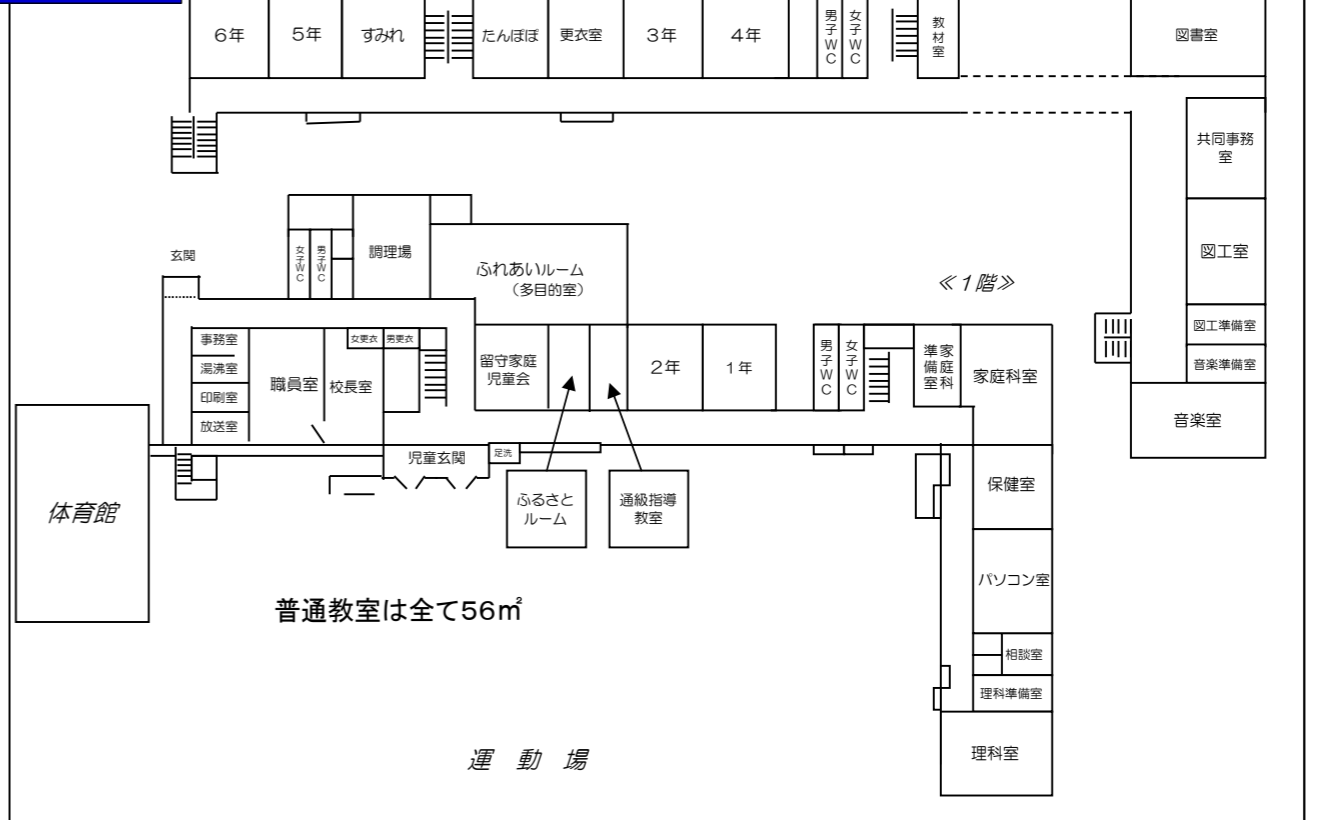 6年
5年
すみれ
たんぽぽ
更衣室
3年
4年
男子WC
女子WC
教材室
図書室
共同事務
室
図工室
図工準備室
音楽準備室
音楽室
玄関
女子WC
男子WC
調理場
ふれあいルーム
（多目的室）
≪1階≫
事務室
湯沸室
印刷室
放送室
職員室
校長室
女更衣
男更衣
留守家庭
児童会
2年
1年
男子WC
女子WC
家庭科
準備室
家庭科室
児童玄関
足洗
ふるさと
ルーム
通級指導
教室
保健室
パソコン室
相談室
理科準備室
理科室
体育館
普通教室は全て56㎡
運動場